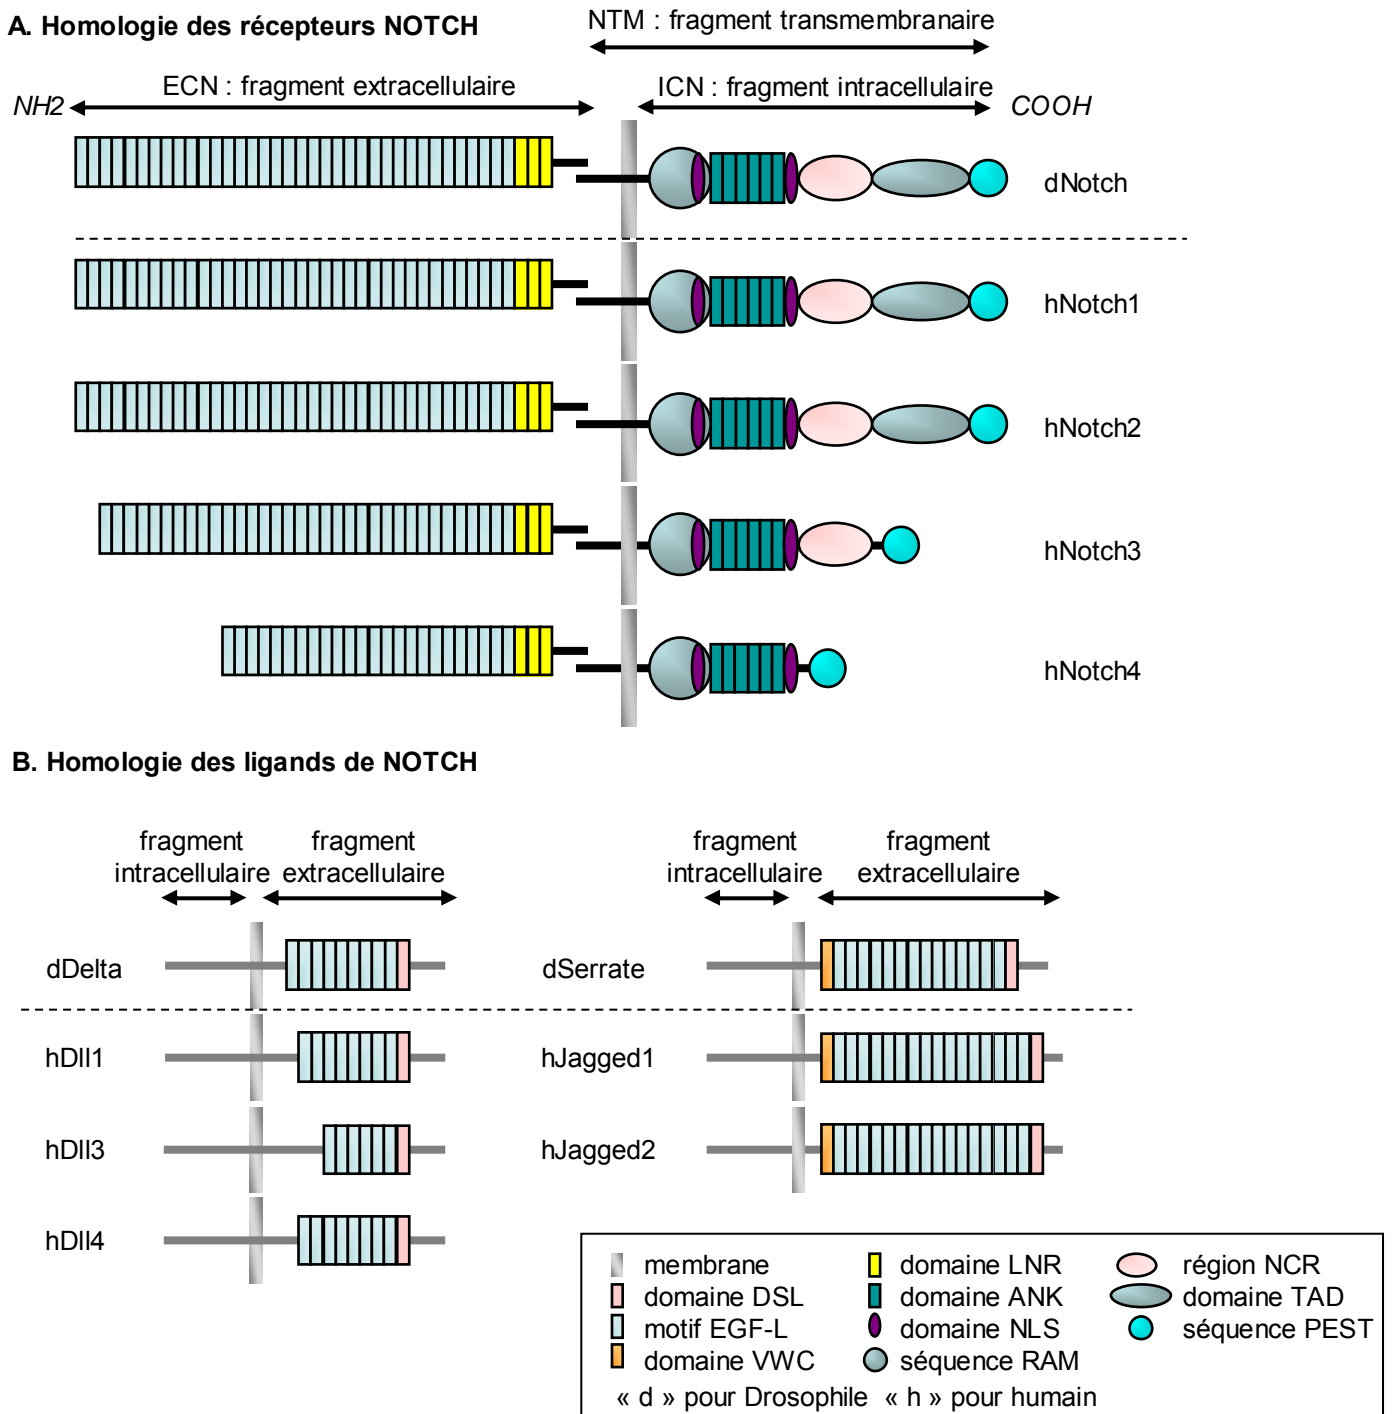 A. Homologie des récepteurs NOTCH
NTM : fragment transmembranaire
ECN : fragment extracellulaire
ICN : fragment intracellulaire
NH2
COOH
dNotch
hNotch1
hNotch2
hNotch3
hNotch4
B. Homologie des ligands de NOTCH
fragment
intracellulaire
fragment
extracellulaire
fragment
intracellulaire
fragment
extracellulaire
dDelta
dSerrate
hDll1
hJagged1
hDll3
hJagged2
hDll4
membrane
domaine LNR
région NCR
domaine DSL
domaine ANK
domaine TAD
motif EGF-L
domaine NLS
séquence PEST
domaine VWC
séquence RAM
« d » pour Drosophile « h » pour humain